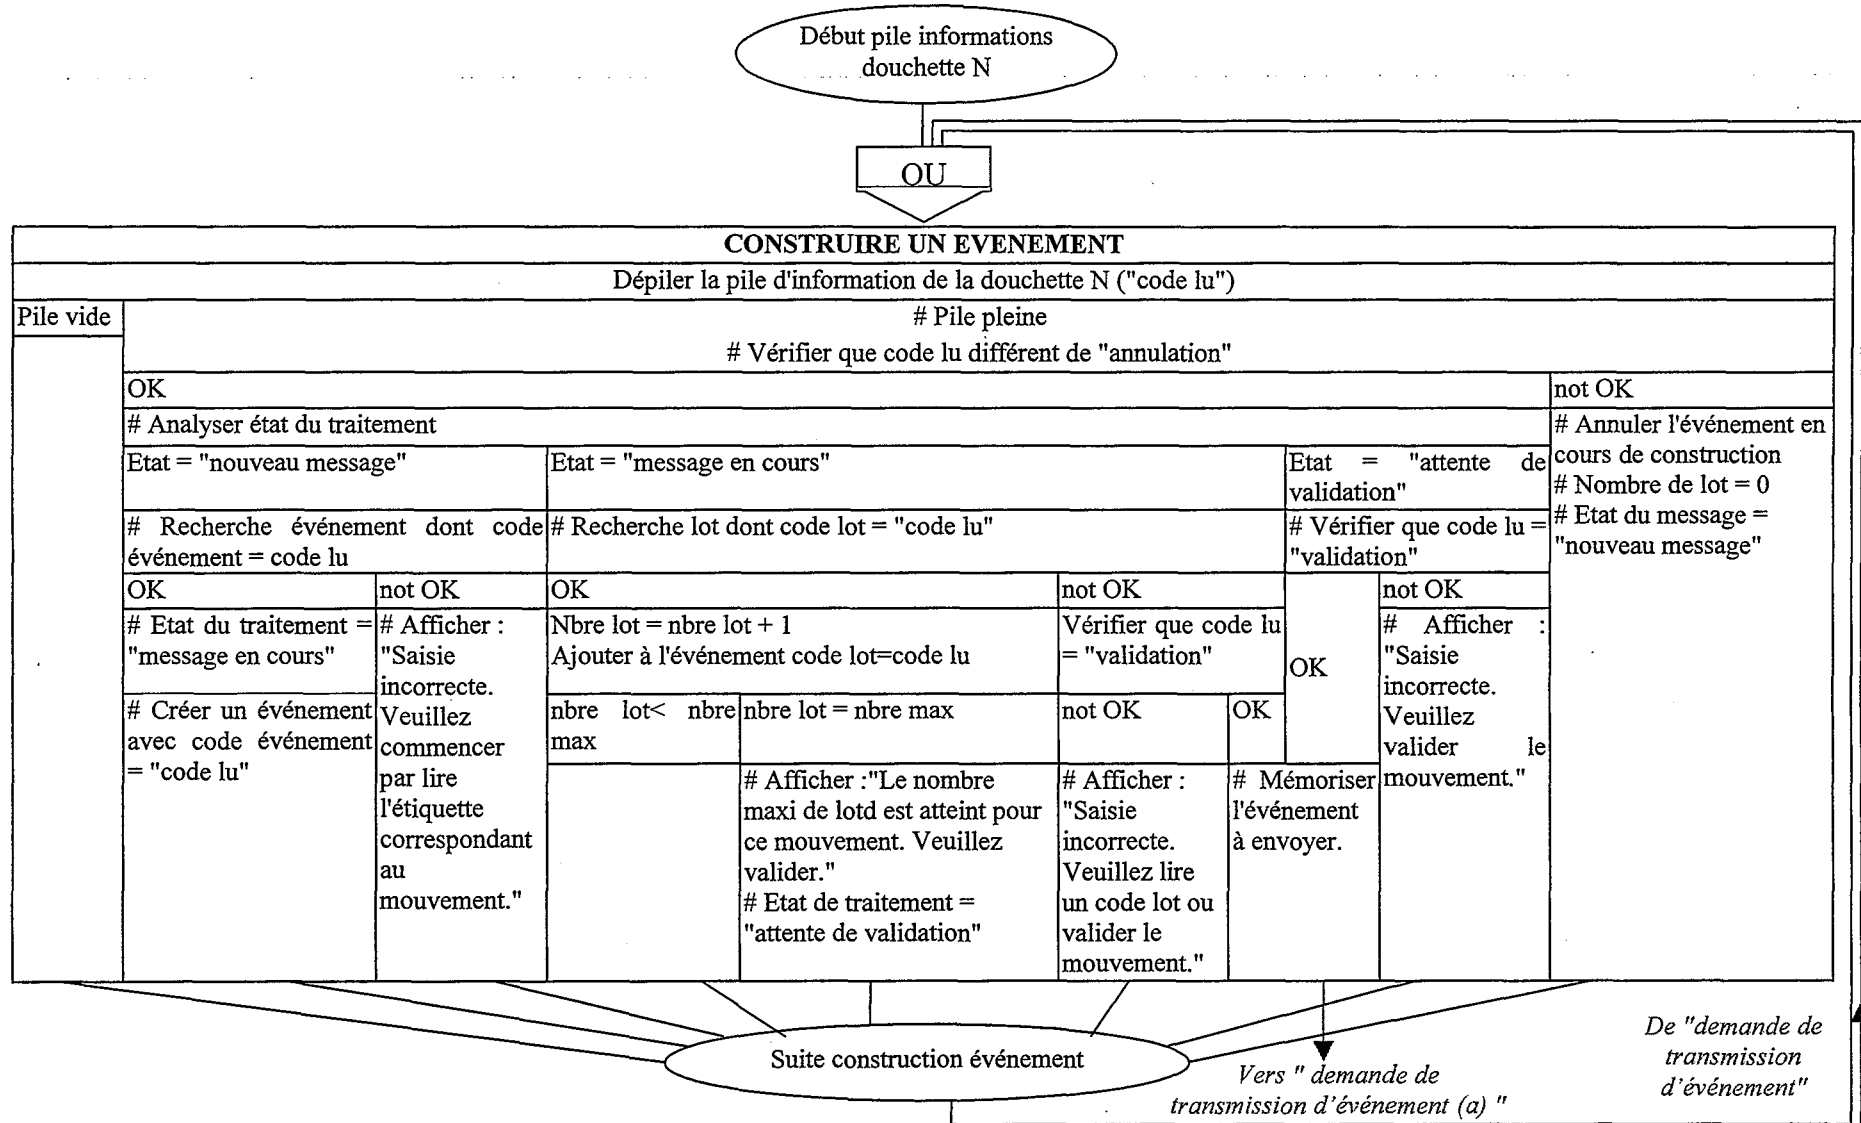 Début pile informations
douchette N
OU
CONSTRUIRE UN EVENEMENT
Dépiler la pile d'information de la douchette N ("code lu")
Pile vide
# Pile pleine
# Vérifier que code lu différent de "annulation"
OK
not OK
# Analyser état du traitement
# Annuler l'événement en
cours de construction
# Nombre de lot = 0
# Etat du message =
"nouveau message"
Etat = "nouveau message"
Etat = "message en cours"
Etat = "attente de
validation"
# Recherche événement dont code
événement = code lu
# Recherche lot dont code lot = "code lu"
# Vérifier que code lu =
"validation"
OK
not OK
OK
not OK
OK
not OK
# Etat du traitement =
"message en cours"
# Créer un événement
avec code événement
= "code lu"
# Afficher :
"Saisie
incorrecte.
Veuillez
commencer
par lire
l'étiquette
correspondant
au
mouvement."
Nbre lot = nbre lot + 1
Ajouter à l'événement code lot=code lu
Vérifier que code lu
= "validation"
# Afficher :
"Saisie
incorrecte.
Veuillez
valider le
mouvement."
nbre lot< nbre
max
nbre lot = nbre max
not OK
OK
# Afficher :"Le nombre
maxi de lotd est atteint pour
ce mouvement. Veuillez
valider."
# Etat de traitement =
"attente de validation"
# Afficher :
"Saisie
incorrecte.
Veuillez lire
un code lot ou
valider le
mouvement."
# Mémoriser
l'événement
à envoyer.
Suite construction événement
Vers " demande de
transmission d'événement (a) "
De "demande de
transmission
d'événement"